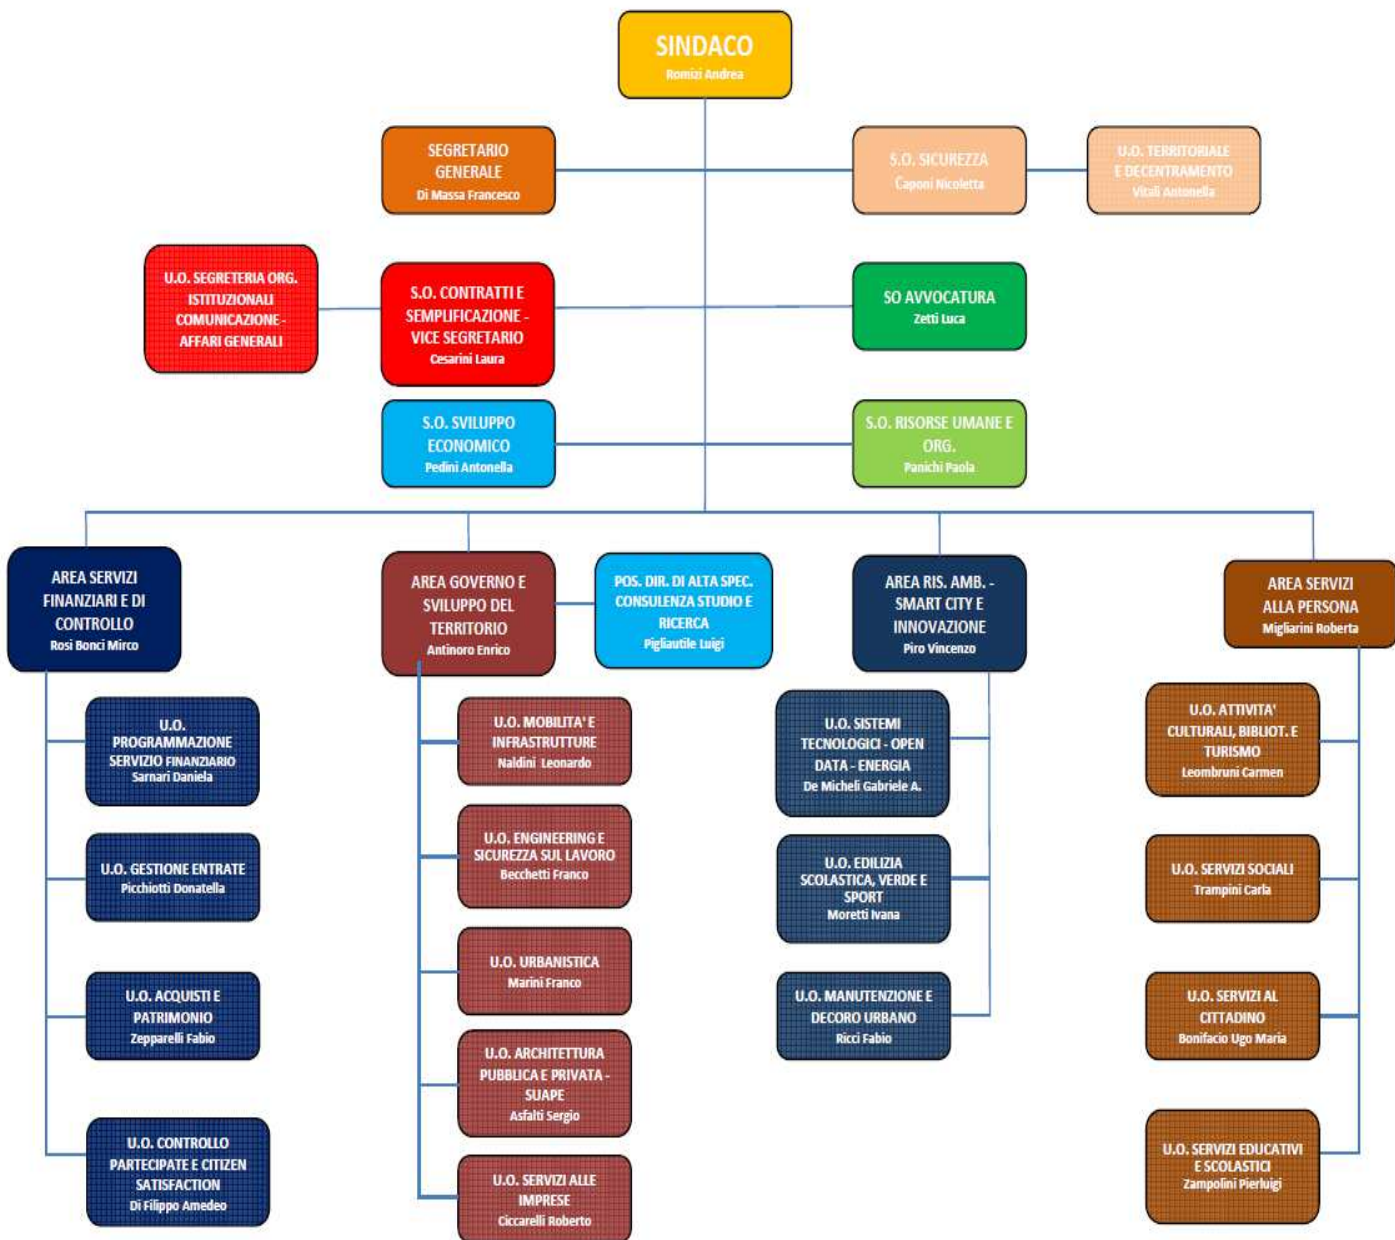 SINDACO
Romizi Andrea
SEGRETARIO
GENERALE
Di Massa Francesco
S.O. SICUREZZA
Caponi Nicoletta
U.O. TERRITORIALE
E DECENTRAMENTO
Vitali Antonella
U.O. SEGRETERIA ORG.
ISTITUZIONALI
COMUNICAZIONE -
AFFARI GENERALI
S.O. CONTRATTI E
SEMPLIFICAZIONE -
VICE SEGRETARIO
Cesarini Laura
SO AVVOCATURA
Zetti Luca
S.O. SVILUPPO
ECONOMICO
Pedini Antonella
S.O. RISORSE UMANE E
ORG.
Panichi Paola
AREA SERVIZI
FINANZIARI E DI
CONTROLLO
Rosi Bonci Mirco
AREA GOVERNO E
SVILUPPO DEL
TERRITORIO
Antinoro Enrico
POS. DIR. DI ALTA SPEC.
CONSULENZA STUDIO E
RICERCA
Pigliautile Luigi
AREA RIS. AMB. -
SMART CITY E
INNOVAZIONE
Piro Vincenzo
AREA SERVIZI
ALLA PERSONA
Migliarini Roberta
U.O.
PROGRAMMAZIONE
SERVIZIO FINANZIARIO
Sarnari Daniela
U.O. GESTIONE ENTRATE
Picchiotti Donatella
U.O. ACQUISTI E
PATRIMONIO
Zepparelli Fabio
U.O. CONTROLLO
PARTECIPATE E CITIZEN
SATISFACTION
Di Filippo Amedeo
U.O. MOBILITA' E
INFRASTRUTTURE
Naldini Leonardo
U.O. ENGINEERING E
SICUREZZA SUL LAVORO
Becchetti Franco
U.O. URBANISTICA
Marini Franco
U.O. ARCHITETTURA
PUBBLICA E PRIVATA -
SUAPE
Asfalti Sergio
U.O. SERVIZI ALLE
IMPRESE
Ciccarelli Roberto
U.O. SISTEMI
TECNOLOGICI - OPEN
DATA - ENERGIA
De Micheli Gabriele A.
U.O. EDILIZIA
SCOLASTICA, VERDE E
SPORT
Moretti Ivana
U.O. MANUTENZIONE E
DECORO URBANO
Ricci Fabio
U.O. ATTIVITA'
CULTURALI, BIBLIOT. E
TURISMO
Leombruni Carmen
U.O. SERVIZI SOCIALI
Trampini Carla
U.O. SERVIZI AL
CITTADINO
Bonifacio Ugo Maria
U.O. SERVIZI EDUCATIVI
E SCOLASTICI
Zampolini Pierluigi